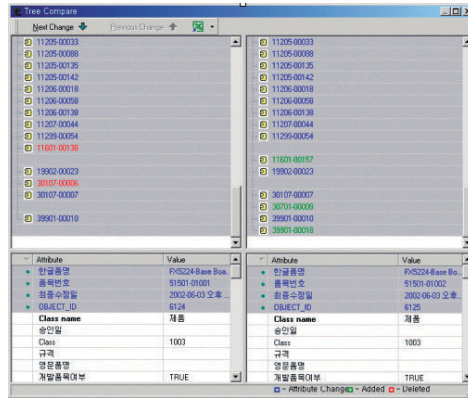 Tree Compare
Next Change
Previous Change
11205-00033
11205-00088
11205-00135
11205-00142
11206-00018
11206-00058
11206-00138
11207-00044
11299-00054
11601-00138
19902-00023
30107-00006
30107-00007
39901-00010
11205-00033
11205-00088
11205-00135
11205-00142
11206-00018
11206-00058
11206-00138
11207-00044
11299-00054
11601-00157
19902-00023
30107-00007
30701-00008
39901-00010
39901-00018
Attribute Value
한글품명 FX5224-Base Boa..
품목번호 51501-01001
최종수정일 2002-06-03 오후 ..
OBJECT_ID 6124
Class name 제품
승인일
Class 1003
규격
영문품명
개발품목여부 TRUE
Attribute Value
한글품명 FX5224-Base Bo..
품목번호 51501-01002
최종수정일 2002-06-03 오후 ..
OBJECT_ID 6125
Class name 제품
승인일
Class 1003
규격
영문품명
개발품목여부 TRUE
- Attribute Change - Added - Deleted